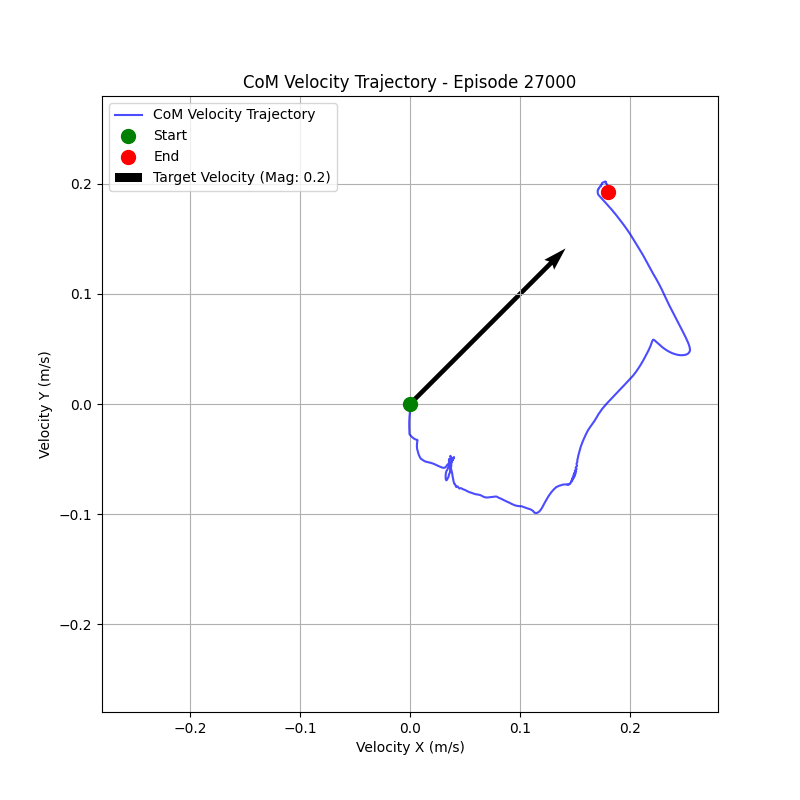 CoM Velocity Trajectory - Episode 27000
CoM Velocity Trajectory
Start
End
Target Velocity (Mag: 0.2)
Velocity Y (m/s)
0.2
0.1
0.0
−0.1
−0.2
−0.2
−0.1
0.0
0.1
0.2
Velocity X (m/s)